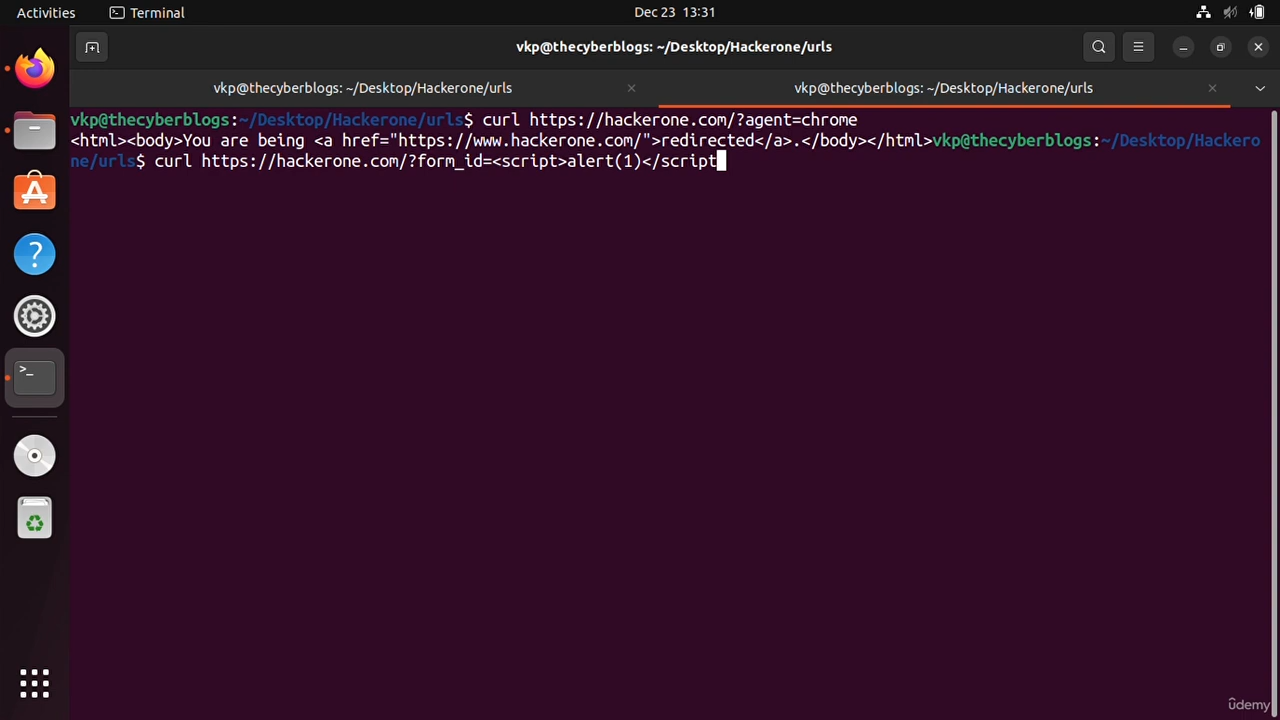 Activities
Terminal
Dec 23 13:31
vkp@thecyberblogs: ~/Desktop/Hackerone/urls
vkp@thecyberblogs: ~/Desktop/Hackerone/urls
vkp@thecyberblogs: ~/Desktop/Hackerone/urls
vkp@thecyberblogs:~/Desktop/Hackerone/urls$ curl https://hackerone.com/?agent=chrome
<html><body>You are being <a href="https://www.hackerone.com/">redirected</a>.</body></html>vkp@thecyberblogs:~/Desktop/Hackero
ne/urls$ curl https://hackerone.com/?form_id=<script>alert(1)</script
>_
?
udemy